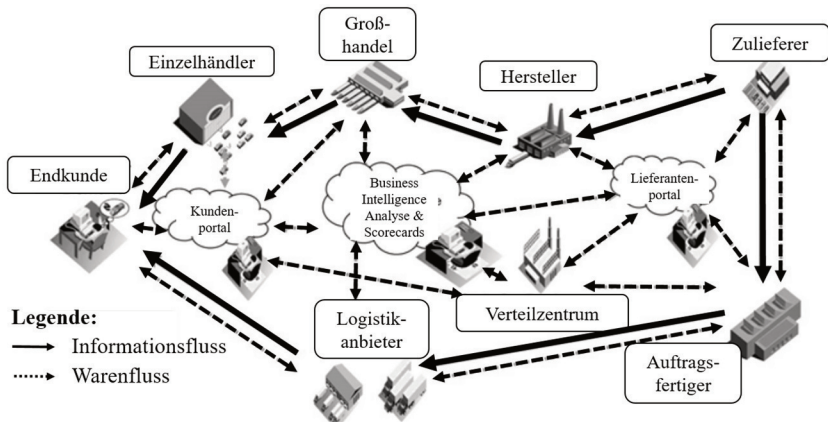 Groß-
handel
Zulieferer
Einzelhändler
Hersteller
Endkunde
Business
Intelligence
Analyse &
Scorecards
Lieferanten-
portal
Kunden-
portal
Legende:
Informationsfluss
Warenfluss
Logistik-
anbieter
Verteilzentrum
Auftrags-
fertiger